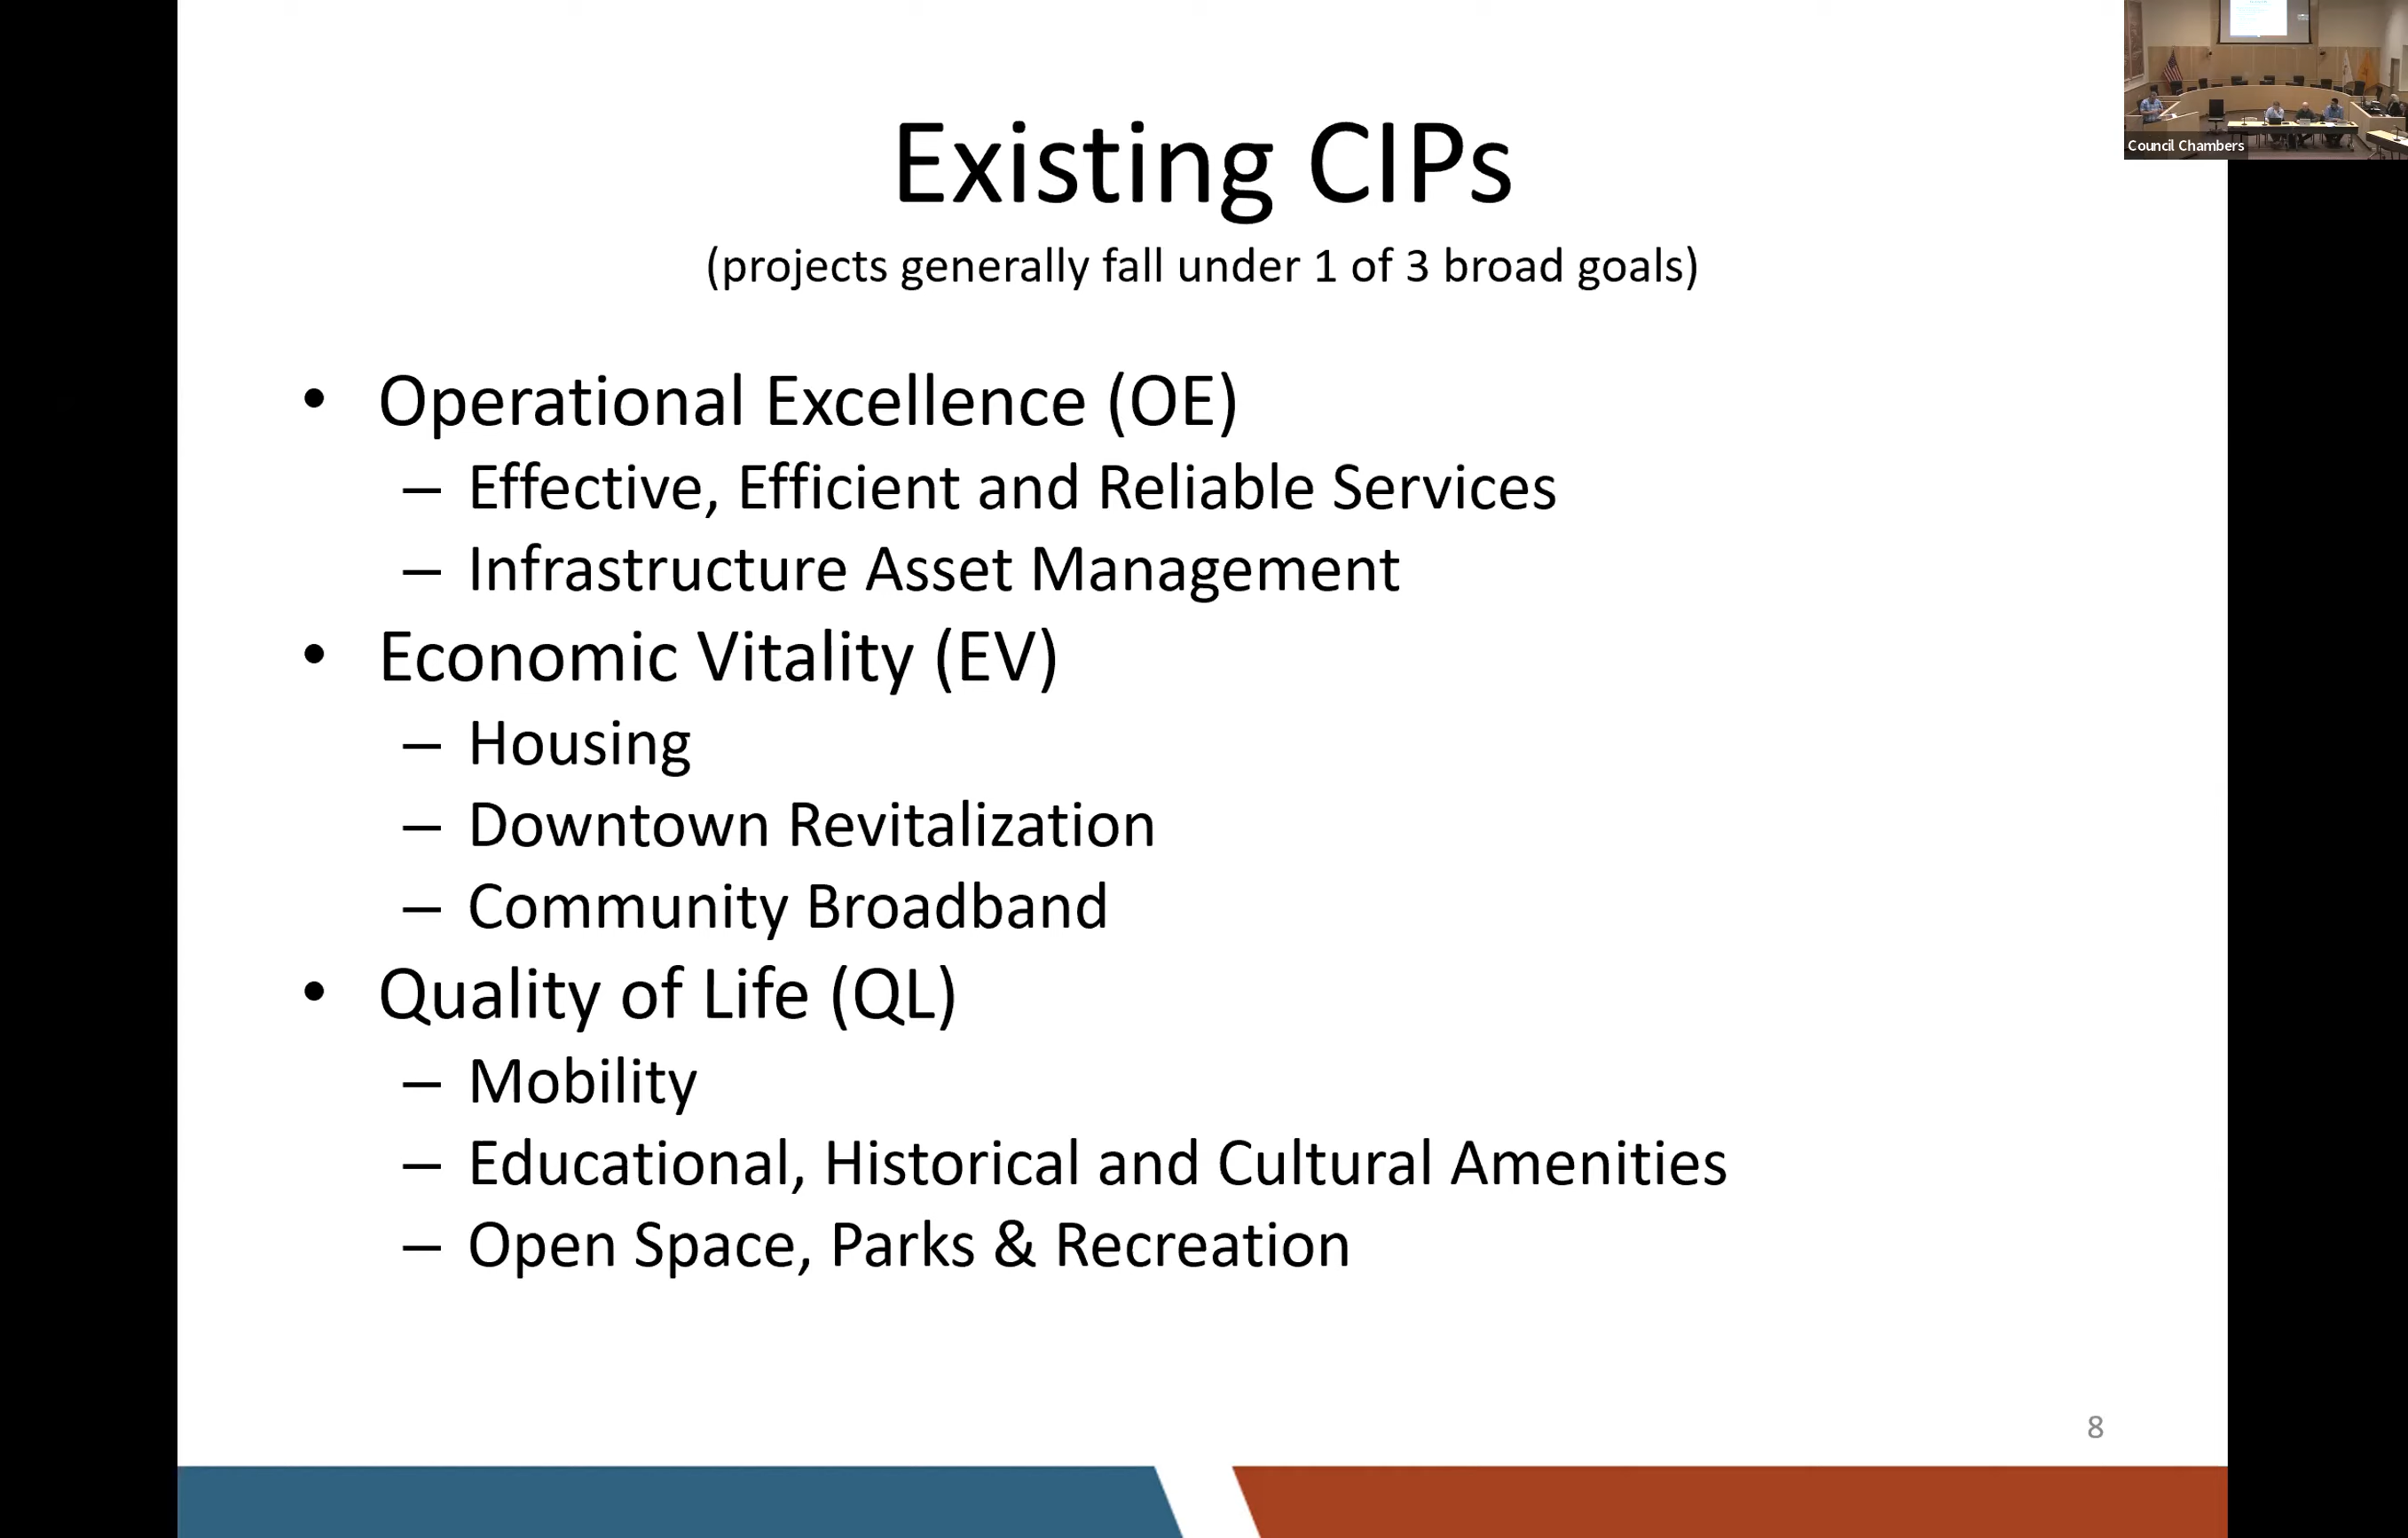 Existing CIPs
(projects generally fall under 1 of 3 broad goals)
• Operational Excellence (OE)
– Effective, Efficient and Reliable Services
– Infrastructure Asset Management
• Economic Vitality (EV)
– Housing
– Downtown Revitalization
– Community Broadband
• Quality of Life (QL)
– Mobility
– Educational, Historical and Cultural Amenities
– Open Space, Parks & Recreation
8
Council Chambers